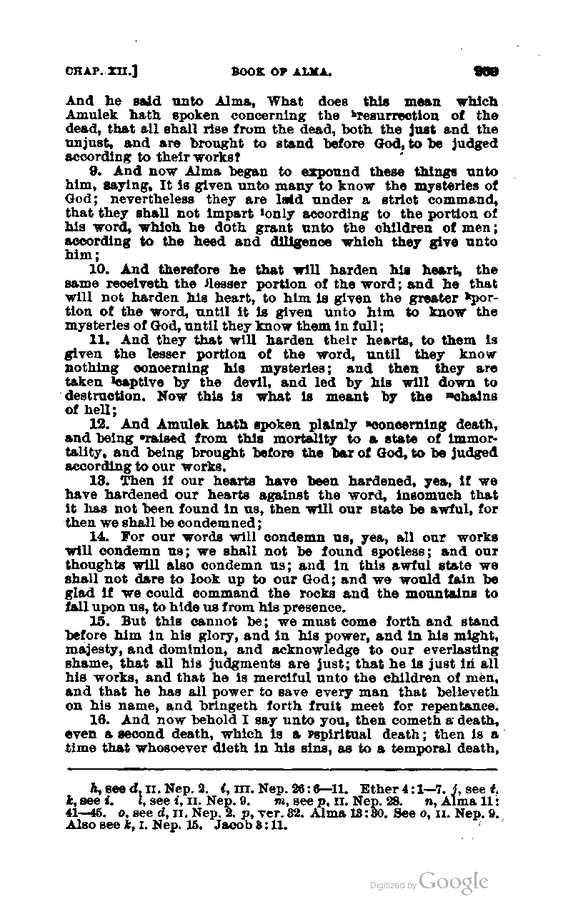 CHAP. XII.] BOOK OF ALMA. 269
And he said unto Alma, What does this mean which
Amulek hath spoken concerning the hresurrection of the
dead, that all shall rise from the dead, both the just and the
unjust, and are brought to stand before God, to be judged
according to their works?
9. And now Alma began to expound these things unto
him, saying, It is given unto many to know the mysteries of
God; nevertheless they are laid under a strict command,
that they shall not impart ionly according to the portion of
his word, which he doth grant unto the children of men;
according to the heed and diligence which they give unto
him;
10. And therefore he that will harden his heart, the
same receiveth the jlesser portion of the word; and he that
will not harden his heart, to him is given the greater kpor-
tion of the word, until it is given unto him to know the
mysteries of God, until they know them in full;
11. And they that will harden their hearts, to them is
given the lesser portion of the word, until they know
nothing concerning his mysteries; and then they are
taken lcaptive by the devil, and led by his will down to
destruction. Now this is what is meant by the mchains
of hell;
12. And Amulek hath spoken plainly nconcerning death,
and being oraised from this mortality to a state of immor-
tality, and being brought before the bar of God, to be judged
according to our works.
13. Then if our hearts have been hardened, yea, if we
have hardened our hearts against the word, insomuch that
it has not been found in us, then will our state be awful, for
then we shall be condemned;
14. For our words will condemn us, yea, all our works
will condemn us; we shall not be found spotless; and our
thoughts will also condemn us; and in this awful state we
shall not dare to look up to our God; and we would fain be
glad if we could command the rocks and the mountains to
fall upon us, to hide us from his presence.
15. But this cannot be; we must come forth and stand
before him in his glory, and in his power, and in his might,
majesty, and dominion, and acknowledge to our everlasting
shame, that all his judgments are just; that he is just in all
his works, and that he is merciful unto the children of men,
and that he has all power to save every man that believeth
on his name, and bringeth forth fruit meet for repentance.
16. And now behold I say unto you, then cometh a death,
even a second death, which is a pspiritual death; then is a
time that whosoever dieth in his sins, as to a temporal death,
h, see d, II. Nep. 2. i, III. Nep. 26:6—11. Ether 4:1—7. j, see i.
k, see i. l, see i, II. Nep. 9. m, see p, II. Nep. 28. n, Alma 11:
41—45. o, see d, II. Nep. 2. p, ver. 32. Alma 13:30. See o, II. Nep. 9.
Also see k, I. Nep. 15. Jacob 3:11.
Digitized by Google